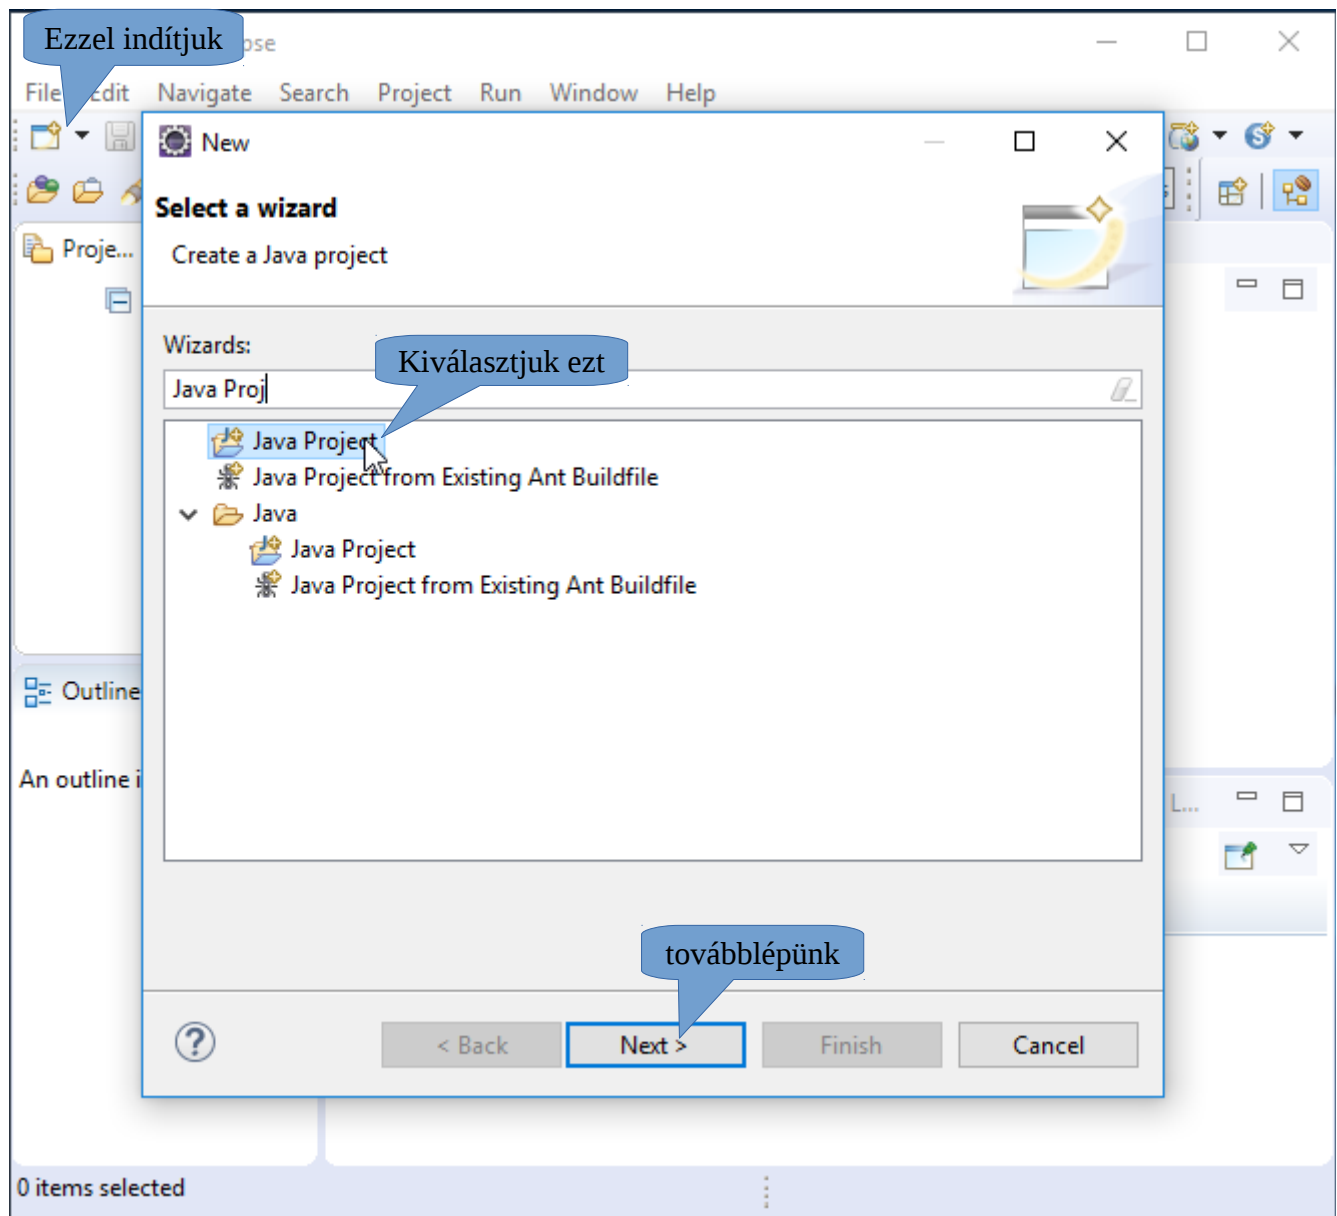 Ezzel indítjuk
pse
File Edit Navigate Search Project Run Window Help
New
Select a wizard
Create a Java project
Proje...
Wizards:
Kiválasztjuk ezt
Java Proj
Java Project
Java Project from Existing Ant Buildfile
Java
Java Project
Java Project from Existing Ant Buildfile
Outline
An outline i
L...
továbblépünk
< Back Next > Finish Cancel
0 items selected